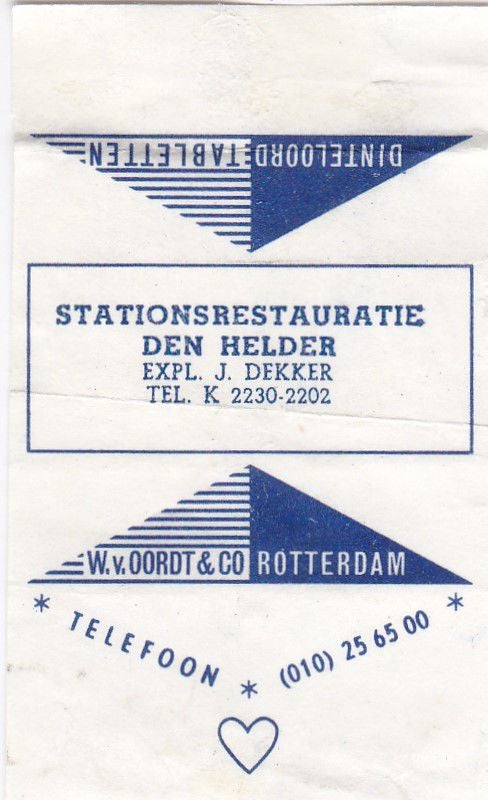 DINTELOORD TABLETTEN
STATIONSRESTAURATIE
DEN HELDER
EXPL. J. DEKKER
TEL. K 2230-2202
W.v.OORDT & CO ROTTERDAM
* TELEFOON * (010) 25 65 00 *